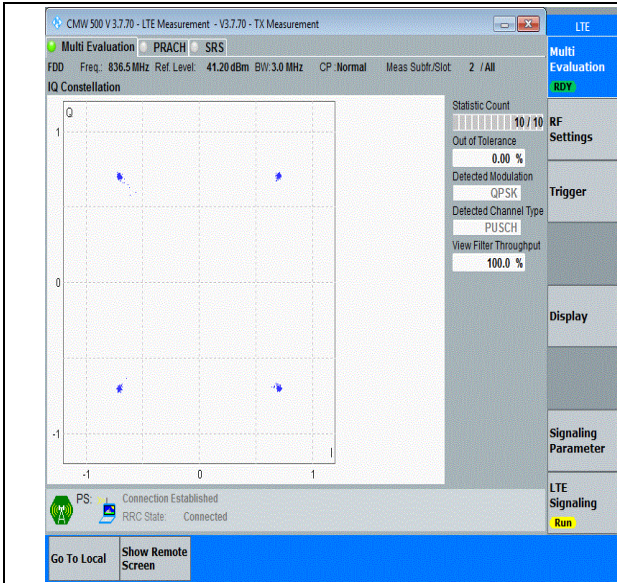 CMW 500 V 3.7.70 - LTE Measurement - V3.7.70 - TX Measurement
LTE
Multi Evaluation PRACH SRS
FDD Freq.: 836.5 MHz Ref. Level: 41.20 dBm BW: 3.0 MHz CP : Normal Meas Subfr./Slot: 2 / All
IQ Constellation
Q
1
0
-1
I
-1 0 1
Statistic Count
10 / 10
Out of Tolerance
0.00 %
Detected Modulation
QPSK
Detected Channel Type
PUSCH
View Filter Throughput
100.0 %
Multi
Evaluation
RDY
RF
Settings
Trigger
Display
Signaling
Parameter
LTE
Signaling
Run
PS: Connection Established
RRC State: Connected
Go To Local
Show Remote
Screen